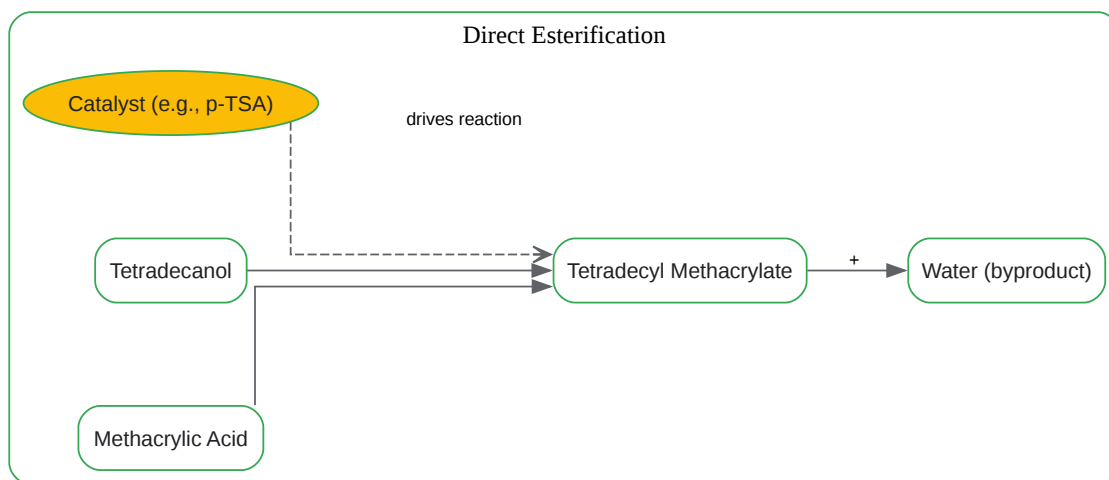 Direct Esterification
Catalyst (e.g., p-TSA)
drives reaction
Tetradecanol
Tetradecyl Methacrylate
+
Water (byproduct)
Methacrylic Acid